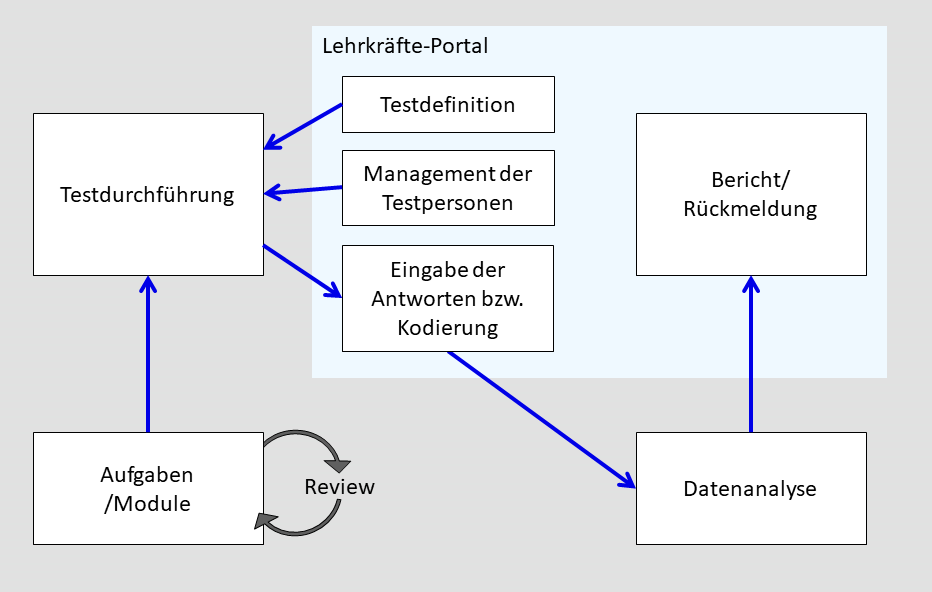 Lehrkräfte-Portal
Testdefinition
Management der
Testpersonen
Testdurchführung
Eingabe der
Antworten bzw.
Kodierung
Bericht/
Rückmeldung
Aufgaben
/Module
Review
Datenanalyse